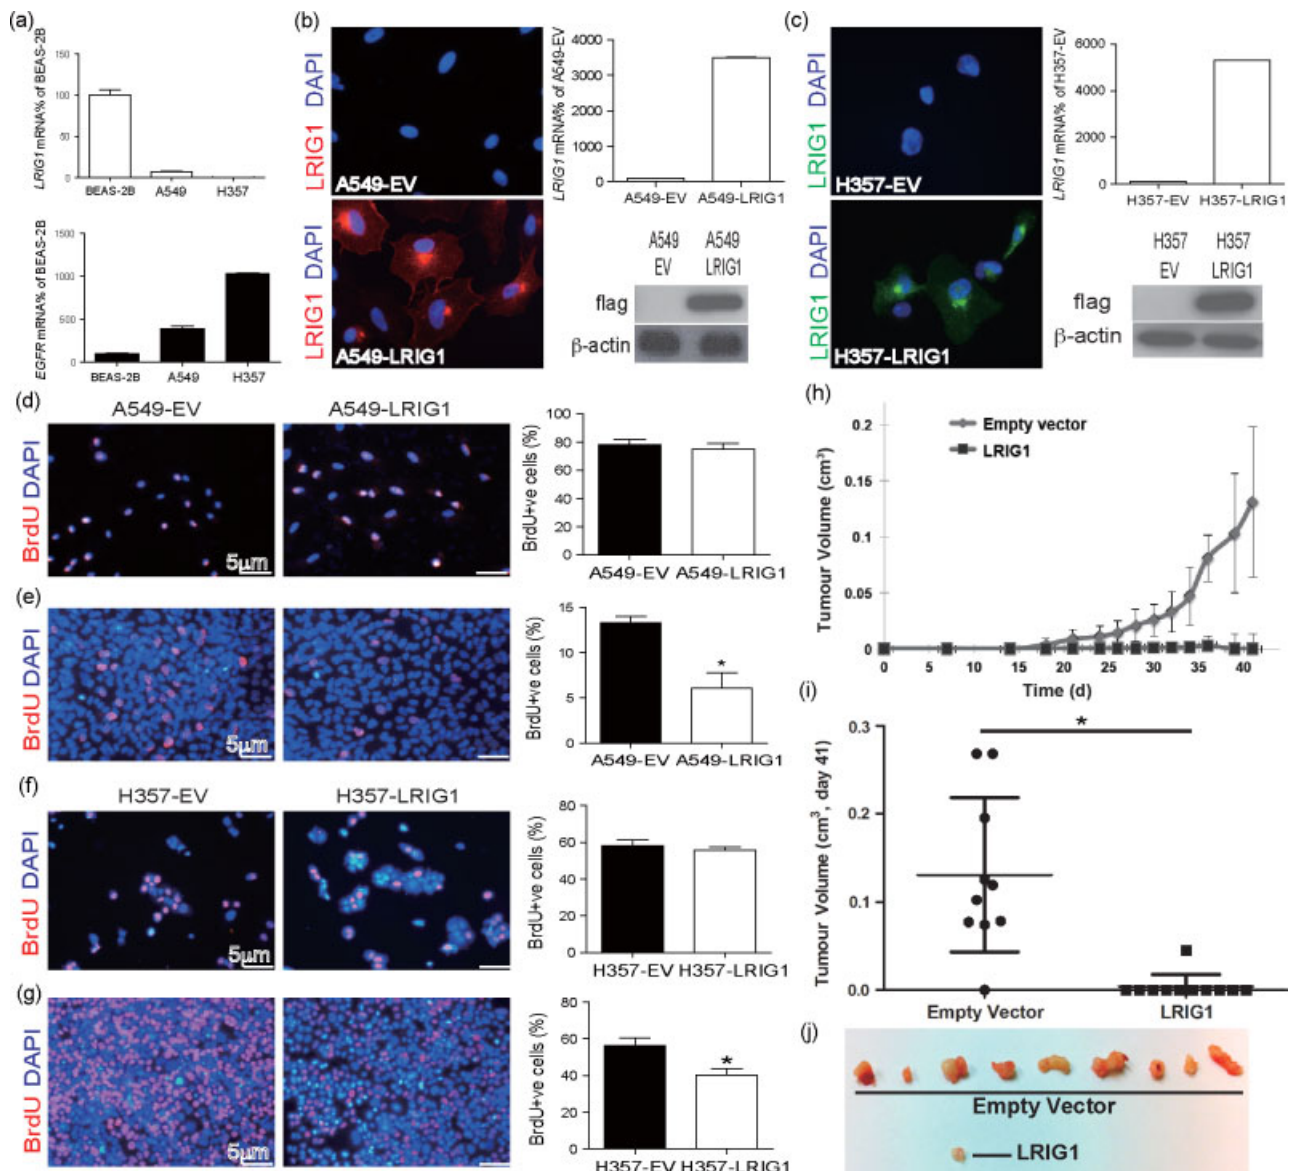 (a)
LRIG1 mRNA% of BEAS-2B
150
100
50
0
BEAS-2B A549 H357
EGFR mRNA% of BEAS-2B
1500
1000
500
0
BEAS-2B A549 H357
(b)
LRIG1 DAPI
A549-EV
LRIG1 DAPI
A549-LRIG1
LRIG1 mRNA% of A549-EV
4000
3000
2000
1000
0
A549-EV A549-LRIG1
A549 A549
EV LRIG1
flag
β-actin
(c)
LRIG1 DAPI
H357-EV
LRIG1 DAPI
H357-LRIG1
LRIG1 mRNA% of H357-EV
6000
4000
2000
0
H357-EV H357-LRIG1
H357 H357
EV LRIG1
flag
β-actin
(d)
A549-EV A549-LRIG1
BrdU DAPI
5µm
BrdU+ve cells (%)
100
80
60
40
20
0
A549-EV A549-LRIG1
(e)
BrdU DAPI
5µm
BrdU+ve cells (%)
15
10
5
0
*
A549-EV A549-LRIG1
(f)
H357-EV H357-LRIG1
BrdU DAPI
5µm
BrdU+ve cells (%)
80
60
40
20
0
H357-EV H357-LRIG1
(g)
BrdU DAPI
5µm
BrdU+ve cells (%)
60
40
20
0
*
H357-EV H357-LRIG1
(h)
Tumour Volume (cm³)
0.2
0.15
0.1
0.05
0
Empty vector
LRIG1
0 5 10 15 20 25 30 35 40
Time (d)
(i)
Tumour Volume (cm³, day 41)
0.3
0.2
0.1
0.0
*
Empty Vector LRIG1
(j)
Empty Vector
LRIG1